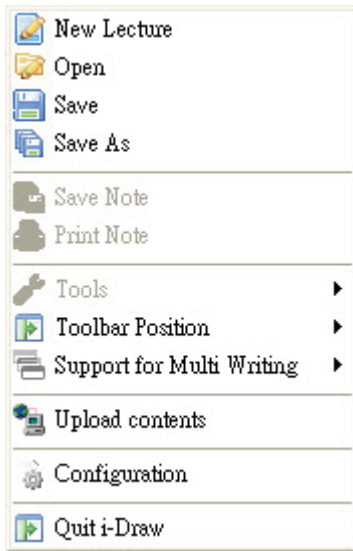 New Lecture
Open
Save
Save As
Save Note
Print Note
Tools
Toolbar Position
Support for Multi Writing
Upload contents
Configuration
Quit i-Draw